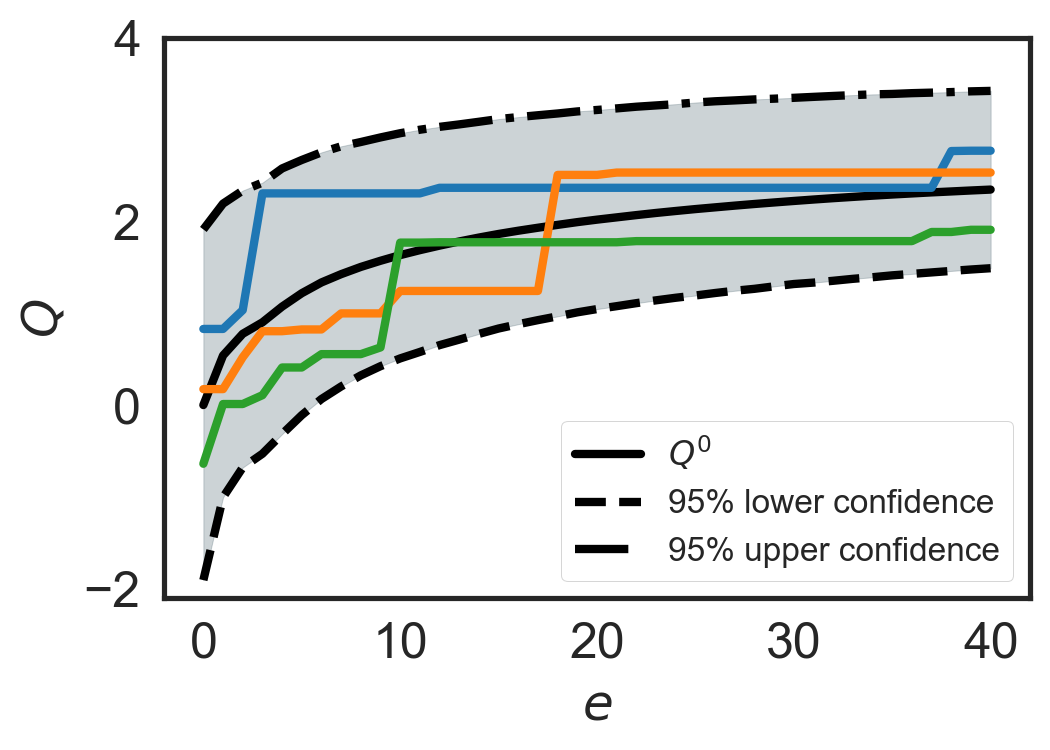 4
2
0
−2
Q
0 10 20 30 40
e
Q⁰
95% lower confidence
95% upper confidence